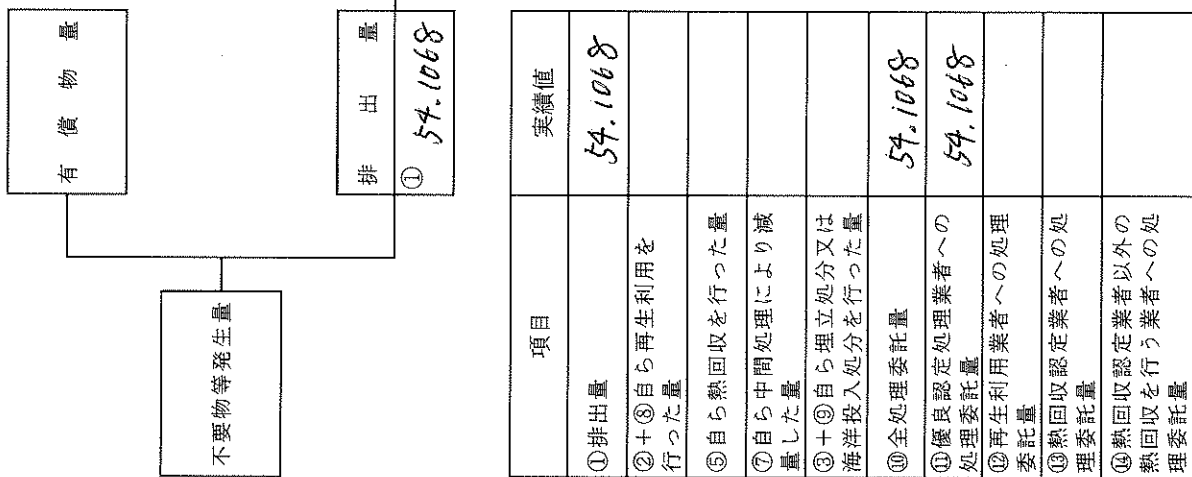 有償物量
不要物等発生量
排出量
① 54.1068
項目 実績値
①排出量 54.1068
②+⑧自ら再生利用を
行った量
⑤自ら熱回収を行った量
⑦自ら中間処理により減
量した量
③+⑨自ら埋立処分又は
海洋投入処分を行った量
⑩全処理委託量 54.1068
⑪優良認定処理業者への
処理委託量 54.1068
⑫再生利用業者への処理
委託量
⑬熱回収認定業者への処
理委託量
⑭熱回収認定業者以外の
熱回収を行う業者への処
理委託量